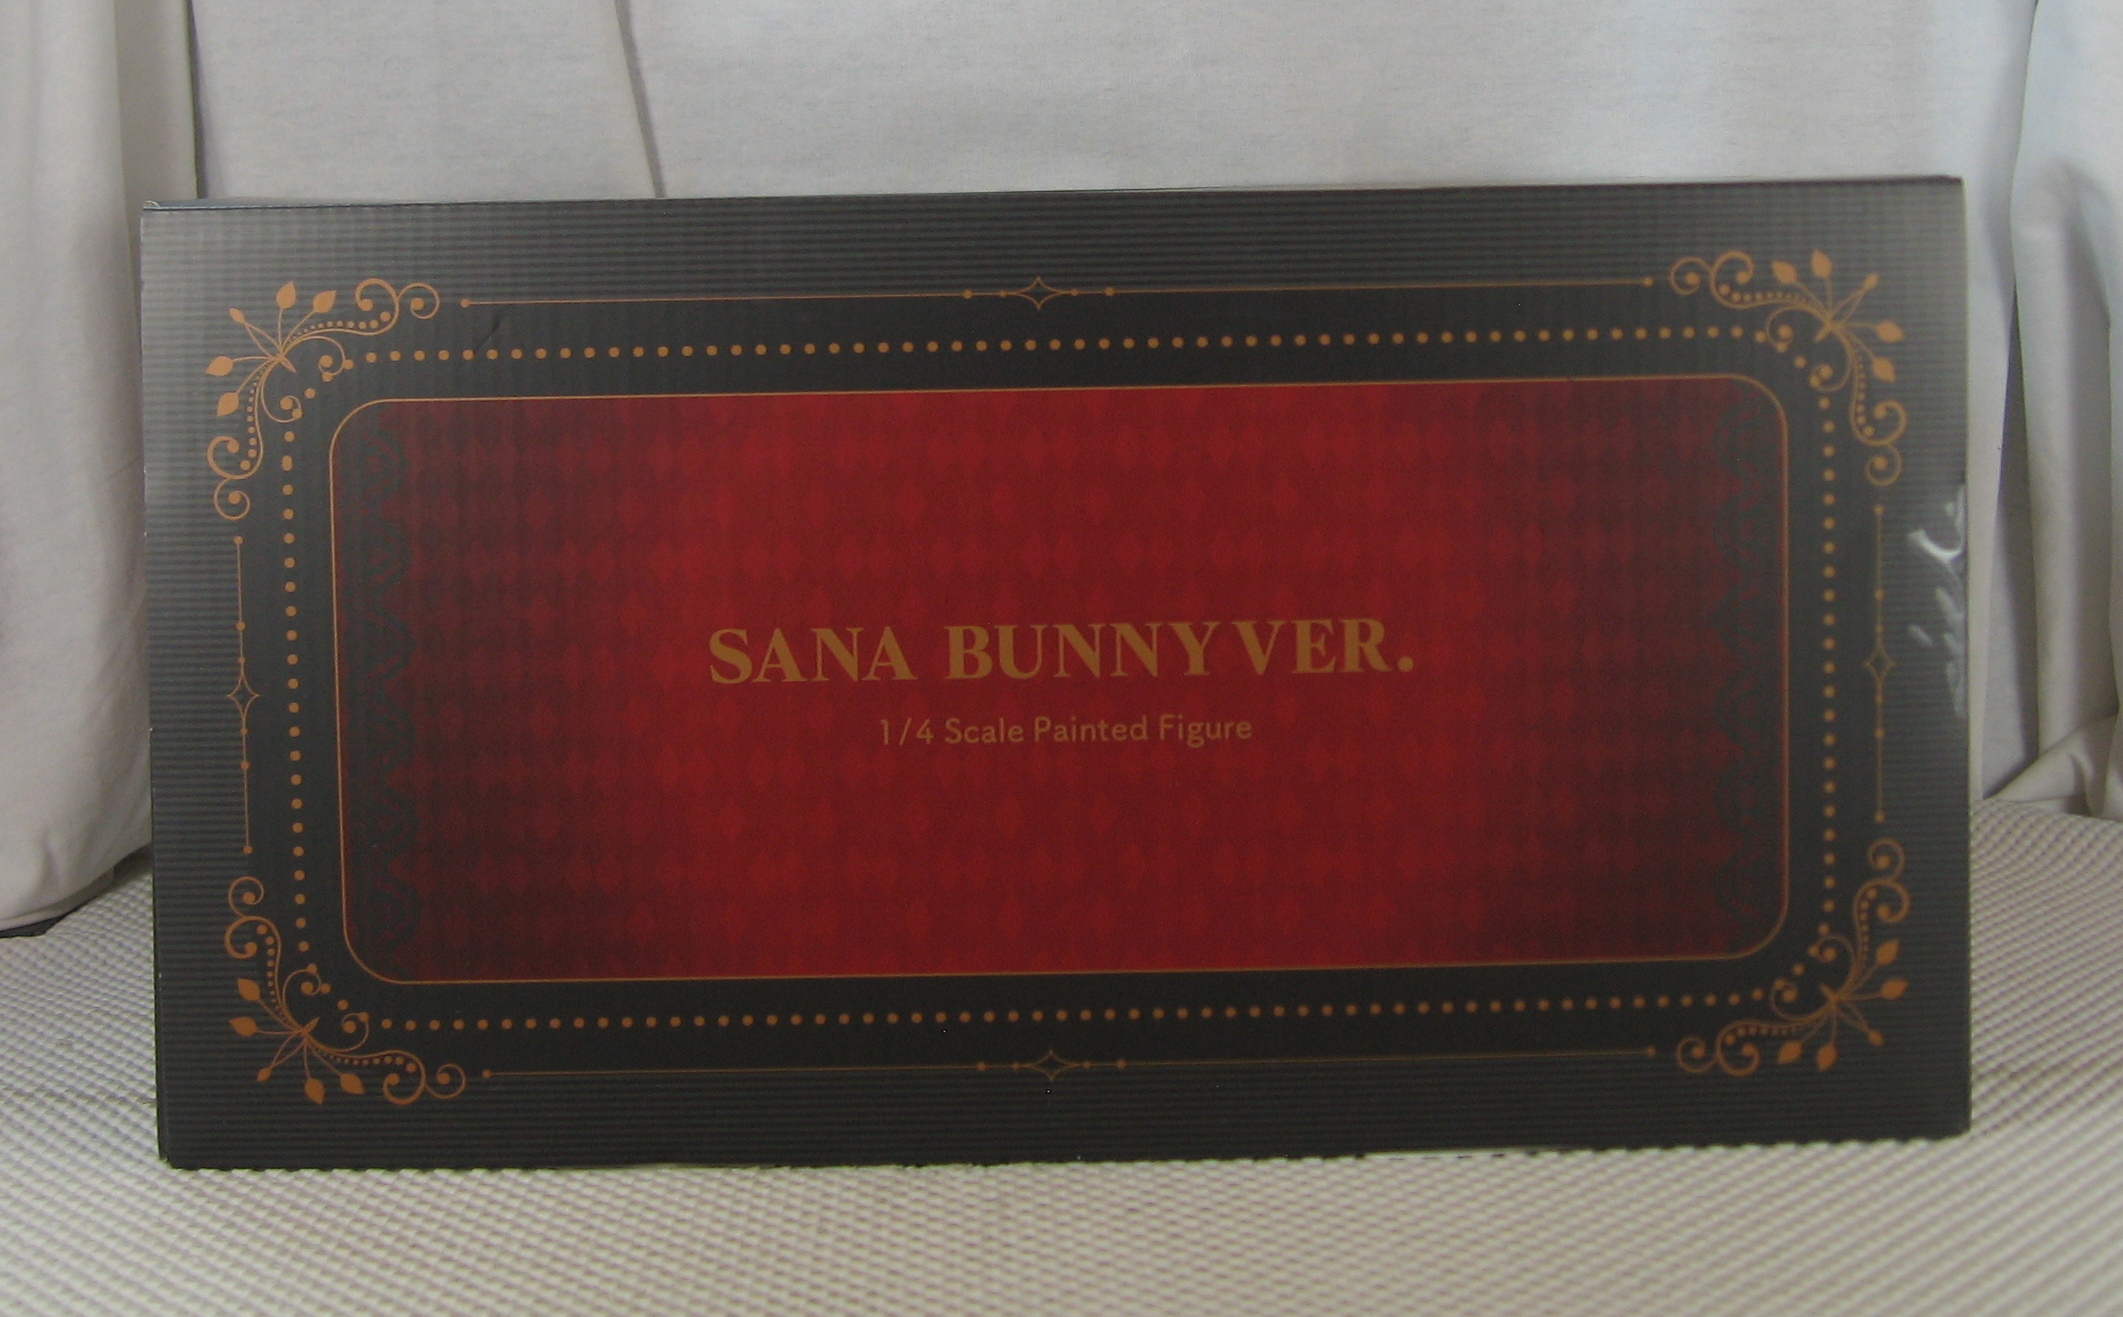 SANA BUNNY VER.
1/4 Scale Painted Figure